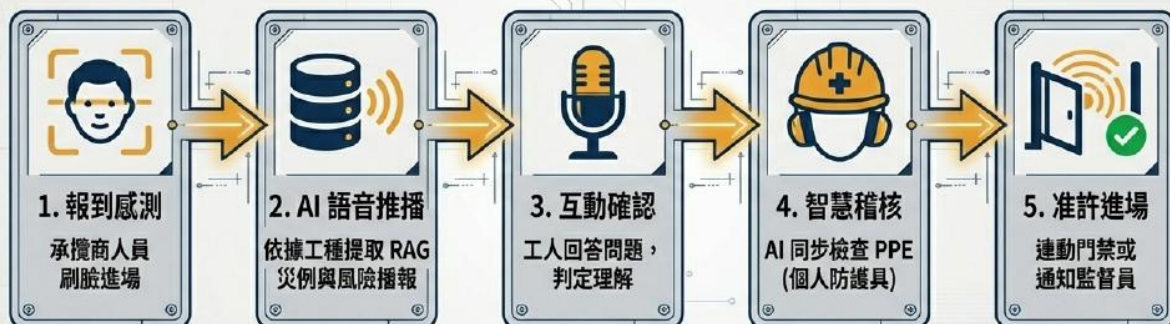 1. 報到感測
承攬商人員
刷臉進場
2. AI 語音推播
依據工種提取 RAG
災例與風險播報
3. 互動確認
工人回答問題，
判定理解
4. 智慧稽核
AI 同步檢查 PPE
(個人防護具)
5. 准許進場
連動門禁或
通知監督員